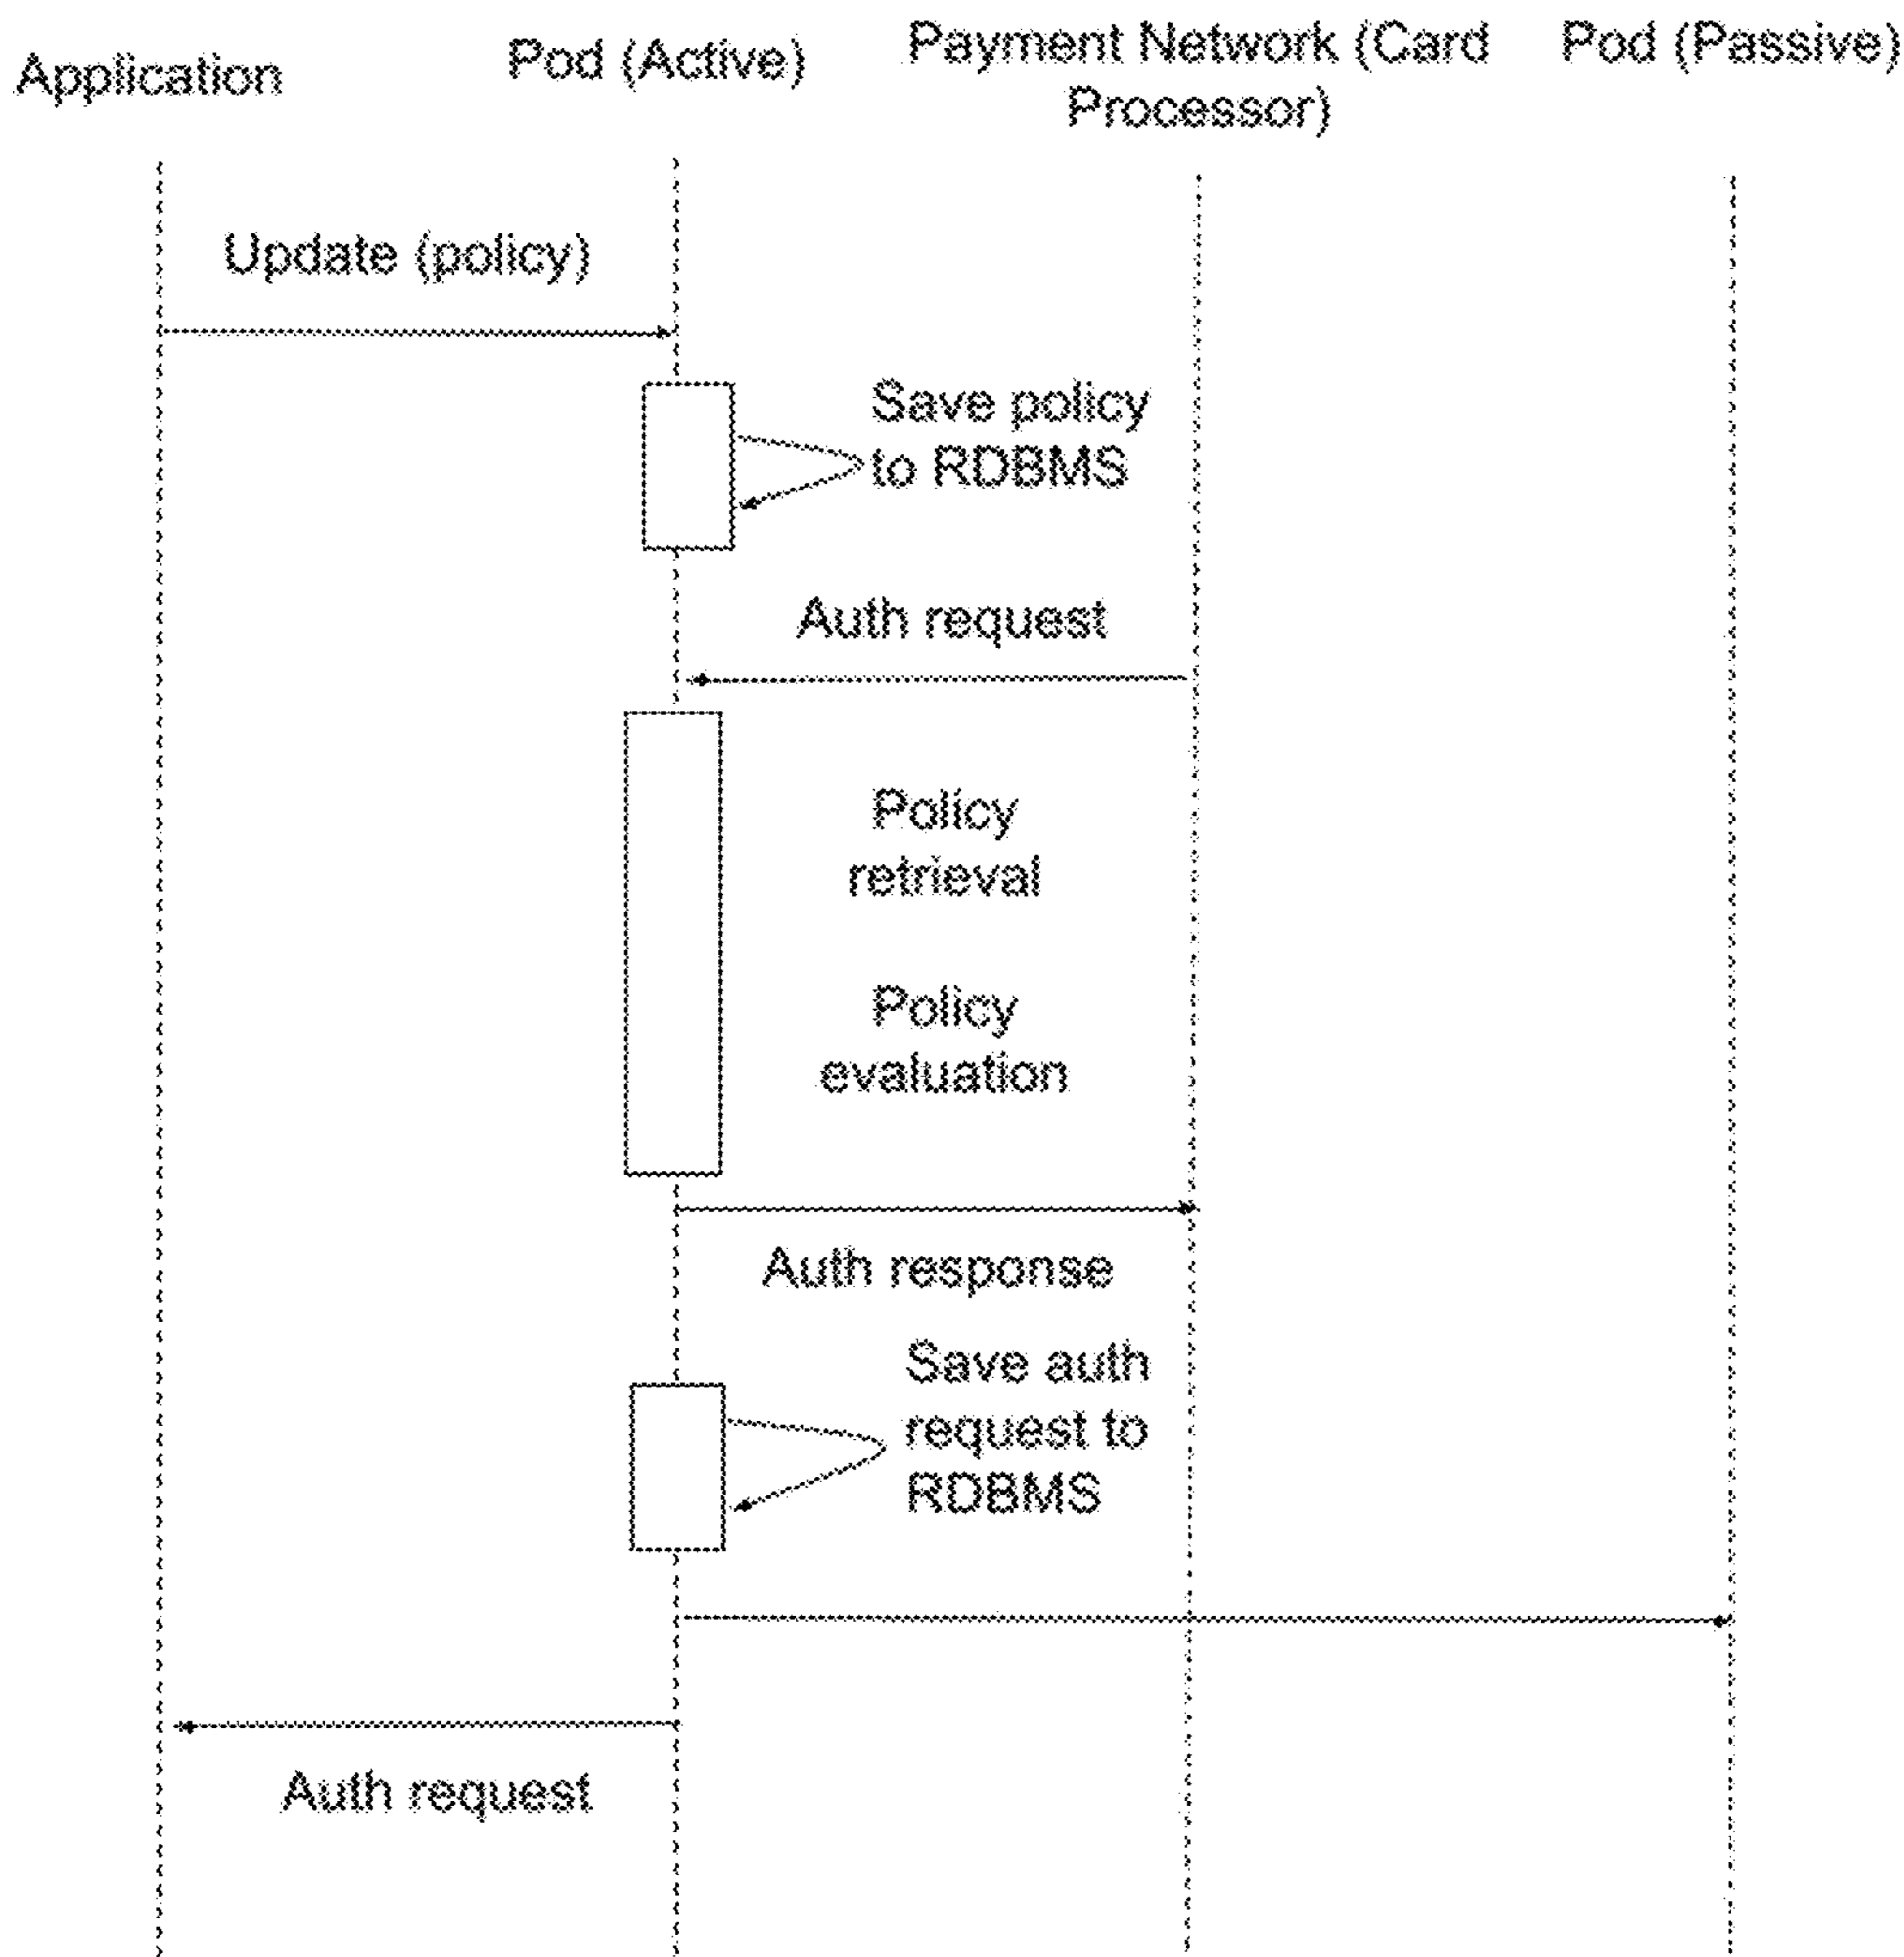 Application
Pod (Active)
Payment Network (Card
Processor)
Pod (Passive)
Update (policy)
Save policy
to RDBMS
Auth request
Policy
retrieval
Policy
evaluation
Auth response
Save auth
request to
RDBMS
Auth request